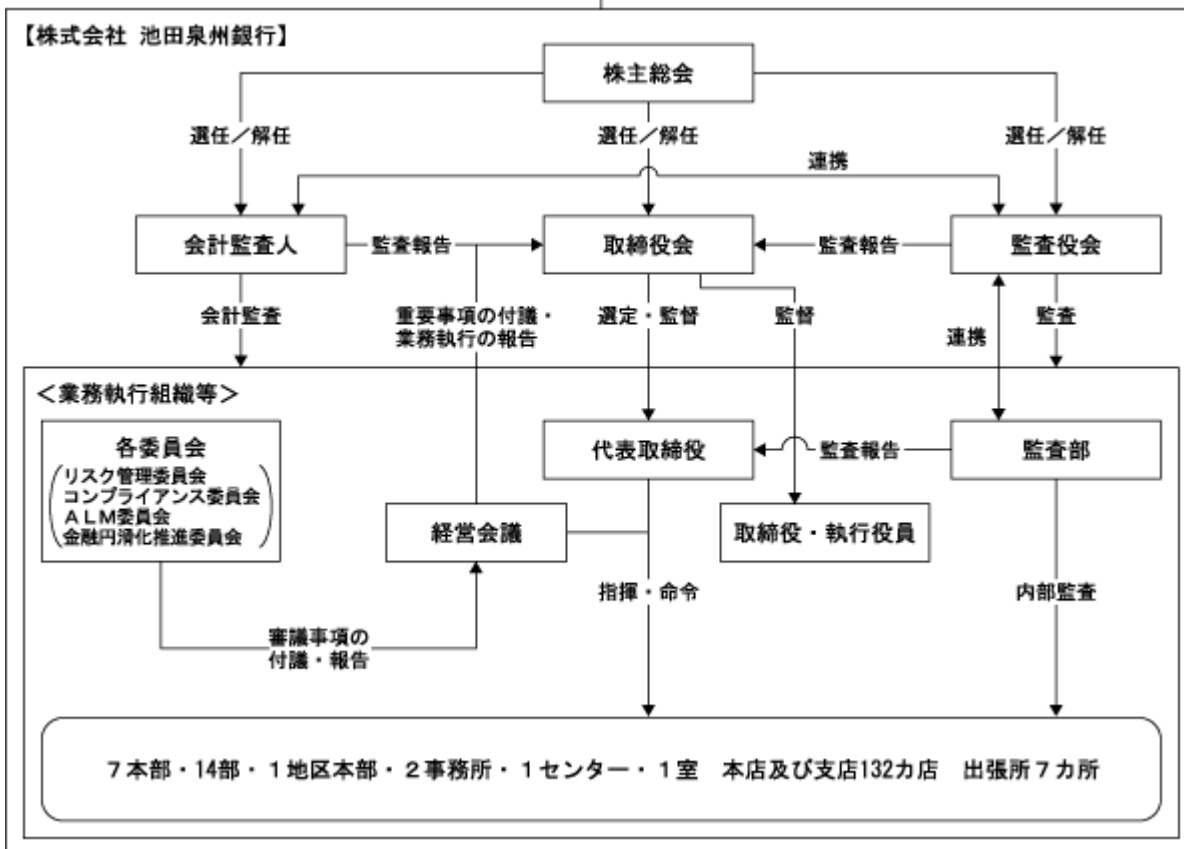 【株式会社 池田泉州銀行】
株主総会
選任／解任
選任／解任
選任／解任
連携
会計監査人
監査報告
取締役会
監査報告
監査役会
会計監査
重要事項の付議・
業務執行の報告
選定・監督
監督
連携
監査
＜業務執行組織等＞
各委員会
リスク管理委員会
コンプライアンス委員会
ＡＬＭ委員会
金融円滑化推進委員会
代表取締役
監査報告
監査部
経営会議
取締役・執行役員
指揮・命令
内部監査
審議事項の
付議・報告
７本部・14部・１地区本部・２事務所・１センター・１室　本店及び支店132カ店　出張所７カ所